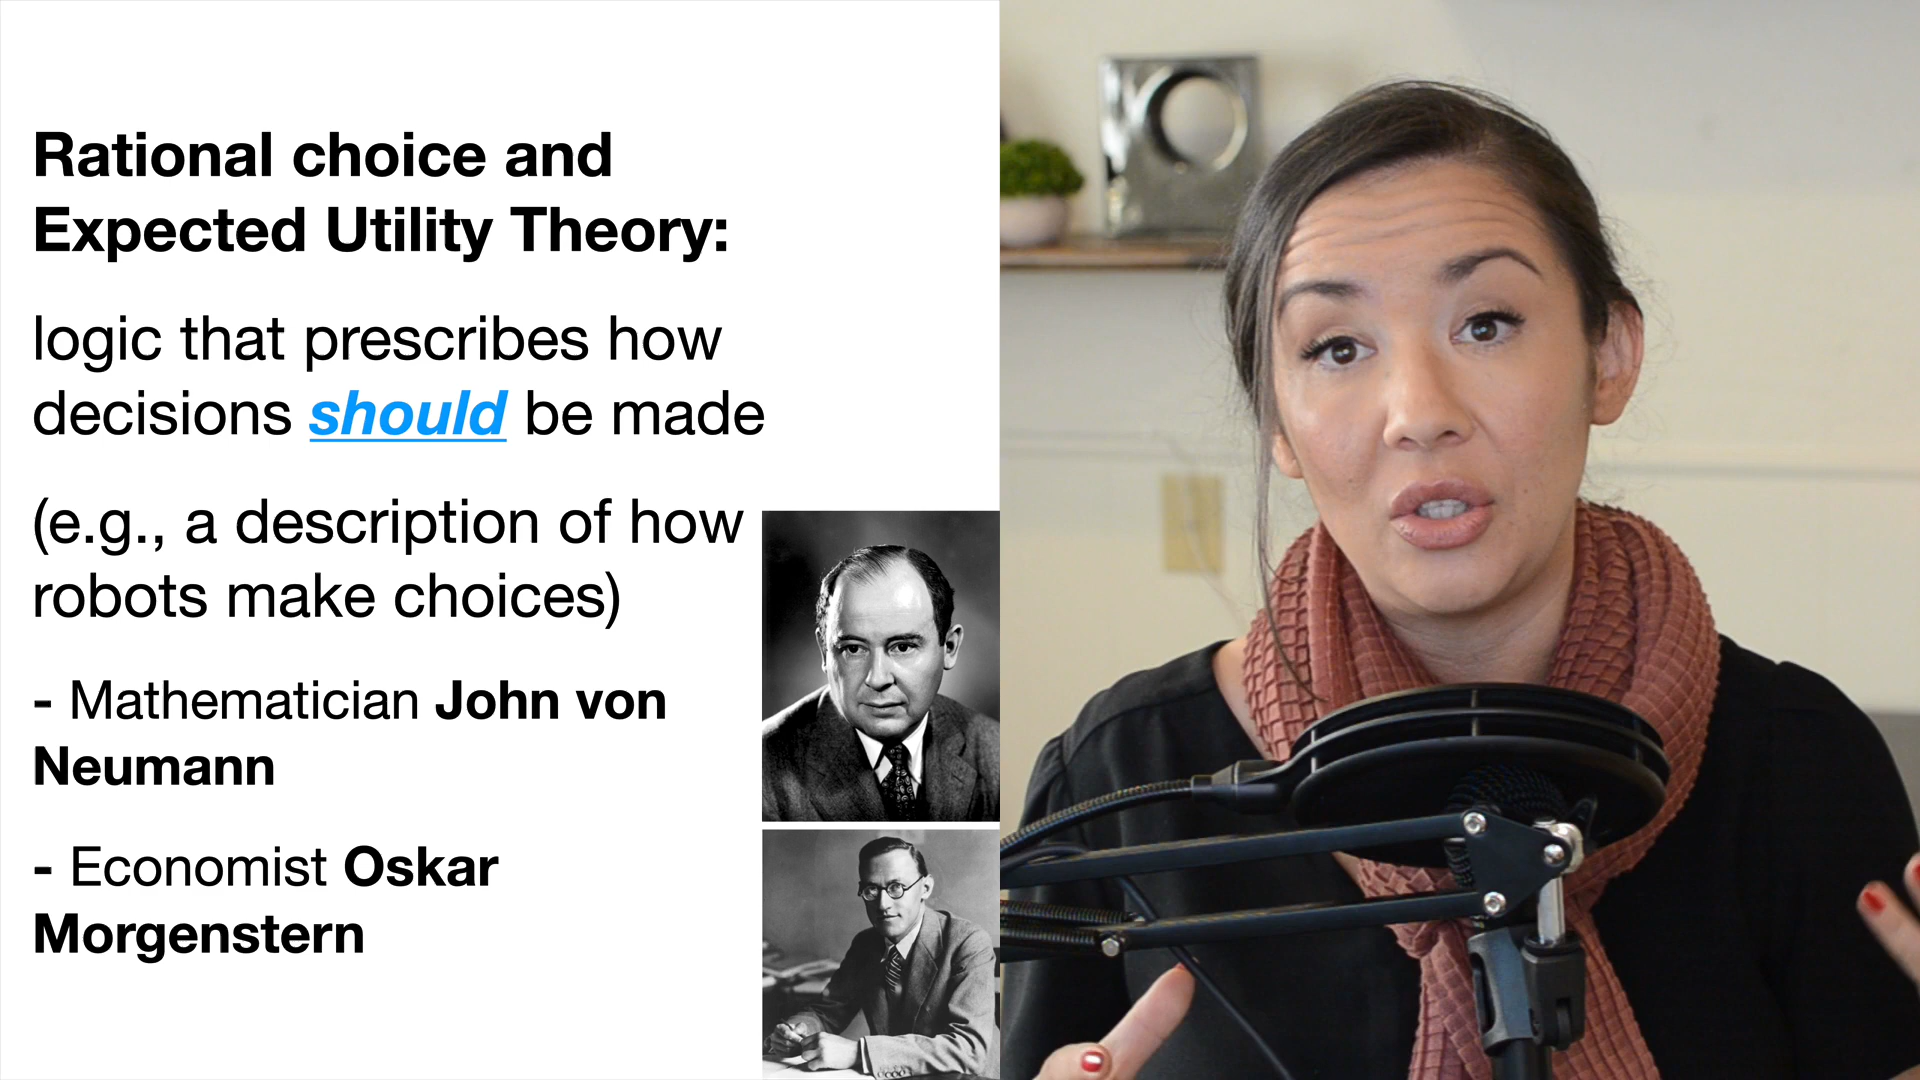 Rational choice and
Expected Utility Theory:
logic that prescribes how
decisions should be made
(e.g., a description of how
robots make choices)
- Mathematician John von
Neumann
- Economist Oskar
Morgenstern